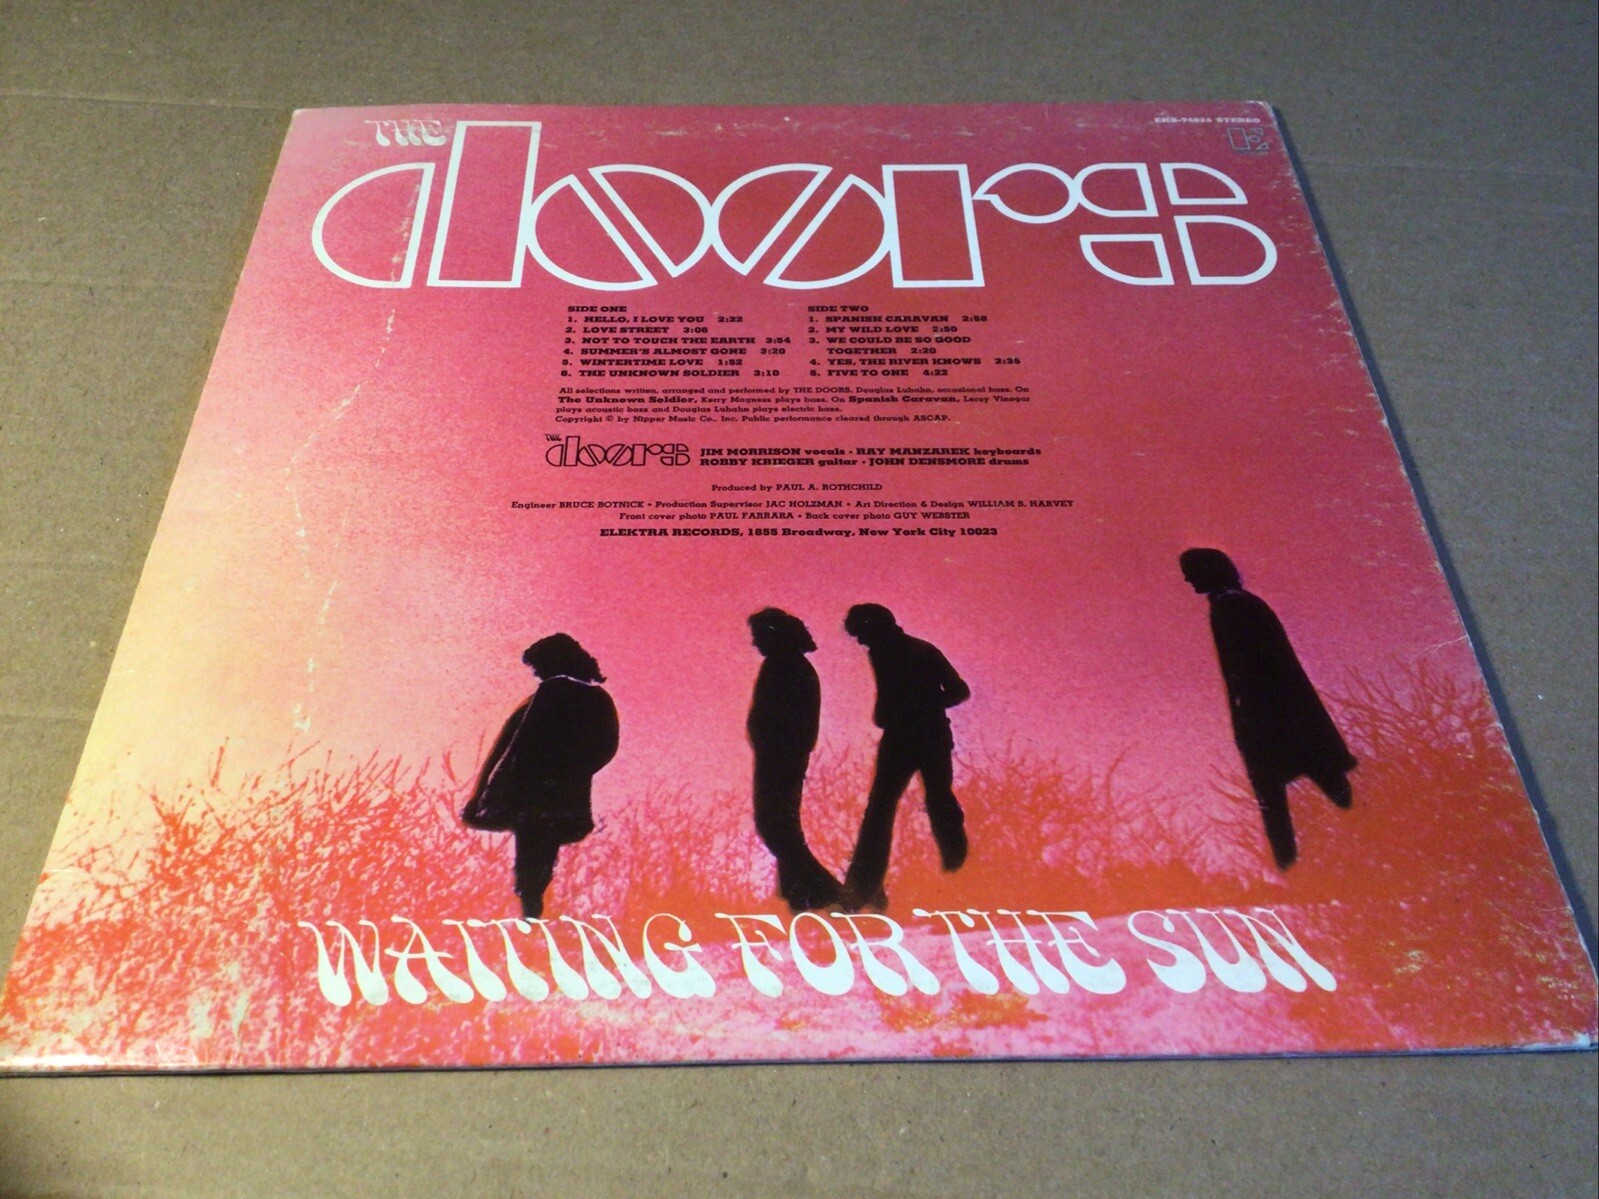 THE
EKS-74024 STEREO
doors
SIDE ONE
1. HELLO, I LOVE YOU 2:22
2. LOVE STREET 3:06
3. NOT TO TOUCH THE EARTH 3:54
4. SUMMER'S ALMOST GONE 3:20
5. WINTERTIME LOVE 1:52
6. THE UNKNOWN SOLDIER 3:10
SIDE TWO
1. SPANISH CARAVAN 2:58
2. MY WILD LOVE 2:50
3. WE COULD BE SO GOOD
TOGETHER 2:20
4. YES, THE RIVER KNOWS 2:35
5. FIVE TO ONE 4:22
All selections written, arranged and performed by THE DOORS. Douglas Lubahn, occasional bass. On
The Unknown Soldier, Kerry Magness plays bass. On Spanish Caravan, Leroy Vinegar
plays acoustic bass and Douglas Lubahn plays electric bass.
Copyright © by Nipper Music Co., Inc. Public performance cleared through ASCAP.
THE doors
JIM MORRISON vocals • RAY MANZAREK keyboards
ROBBY KRIEGER guitar • JOHN DENSMORE drums
Produced by PAUL A. ROTHCHILD
Engineer BRUCE BOTNICK • Production Supervisor JAC HOLZMAN • Art Direction & Design WILLIAM S. HARVEY
Front cover photo PAUL FARRARA • Back cover photo GUY WEBSTER
ELEKTRA RECORDS, 1855 Broadway, New York City 10023
WAITING FOR THE SUN